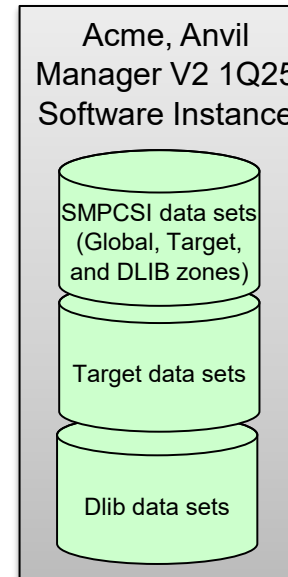 Acme, Anvil
Manager V2 1Q25
Software Instance
SMPCSI data sets
(Global, Target,
and DLIB zones)
Target data sets
Dlib data sets